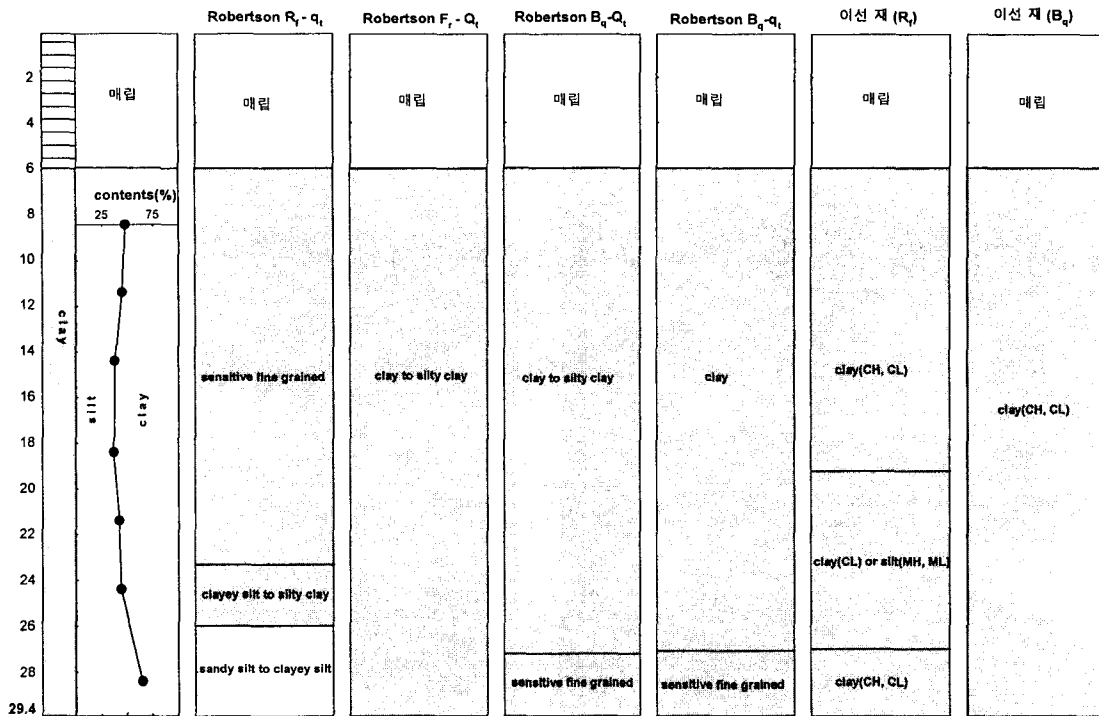 Robertson Rf - qt
Robertson Fr - Qt
Robertson Bq-Qt
Robertson Bq-qt
이선 재 (Rf)
이선 재 (Bq)
2
4
6
8
10
12
14
16
18
20
22
24
26
28
29.4
clay
매립
contents(%)
25 75
silt
clay
매립
sensitive fine grained
clayey silt to silty clay
sandy silt to clayey silt
매립
clay to silty clay
매립
clay to silty clay
sensitive fine grained
매립
clay
sensitive fine grained
매립
clay(CH, CL)
clay(CL) or silt(MH, ML)
clay(CH, CL)
매립
clay(CH, CL)